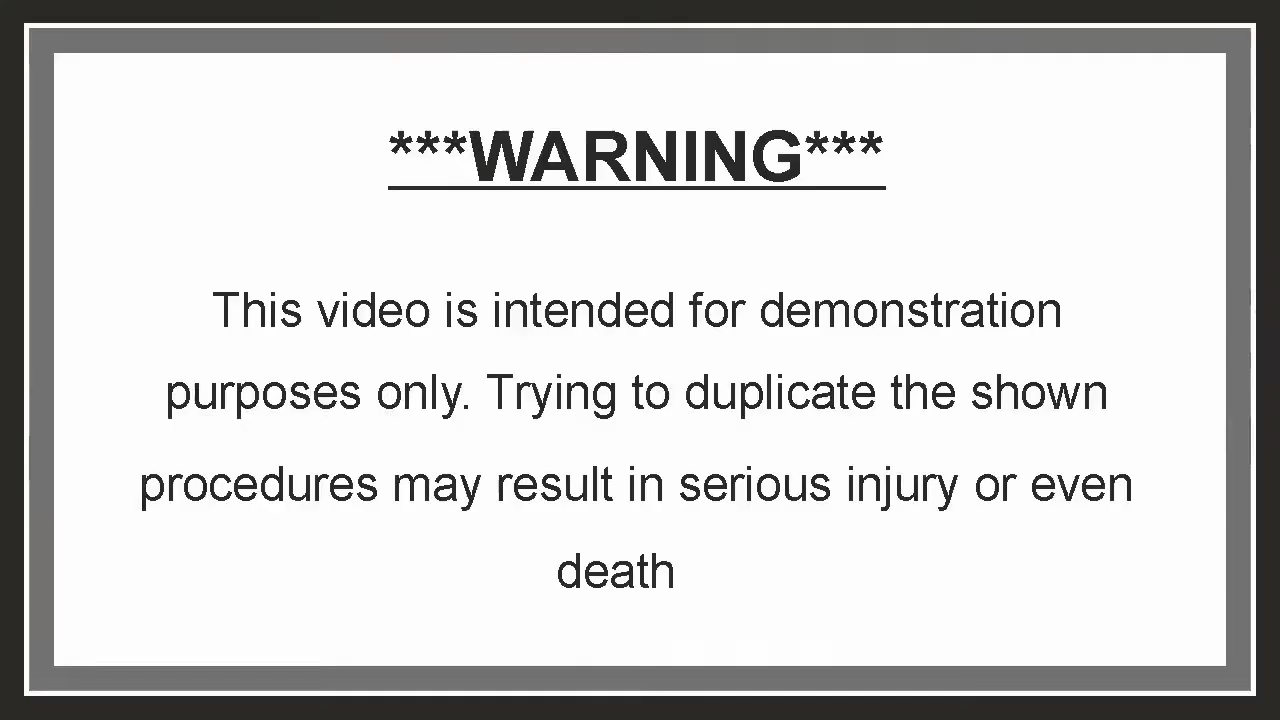 ***WARNING***
This video is intended for demonstration
purposes only. Trying to duplicate the shown
procedures may result in serious injury or even
death